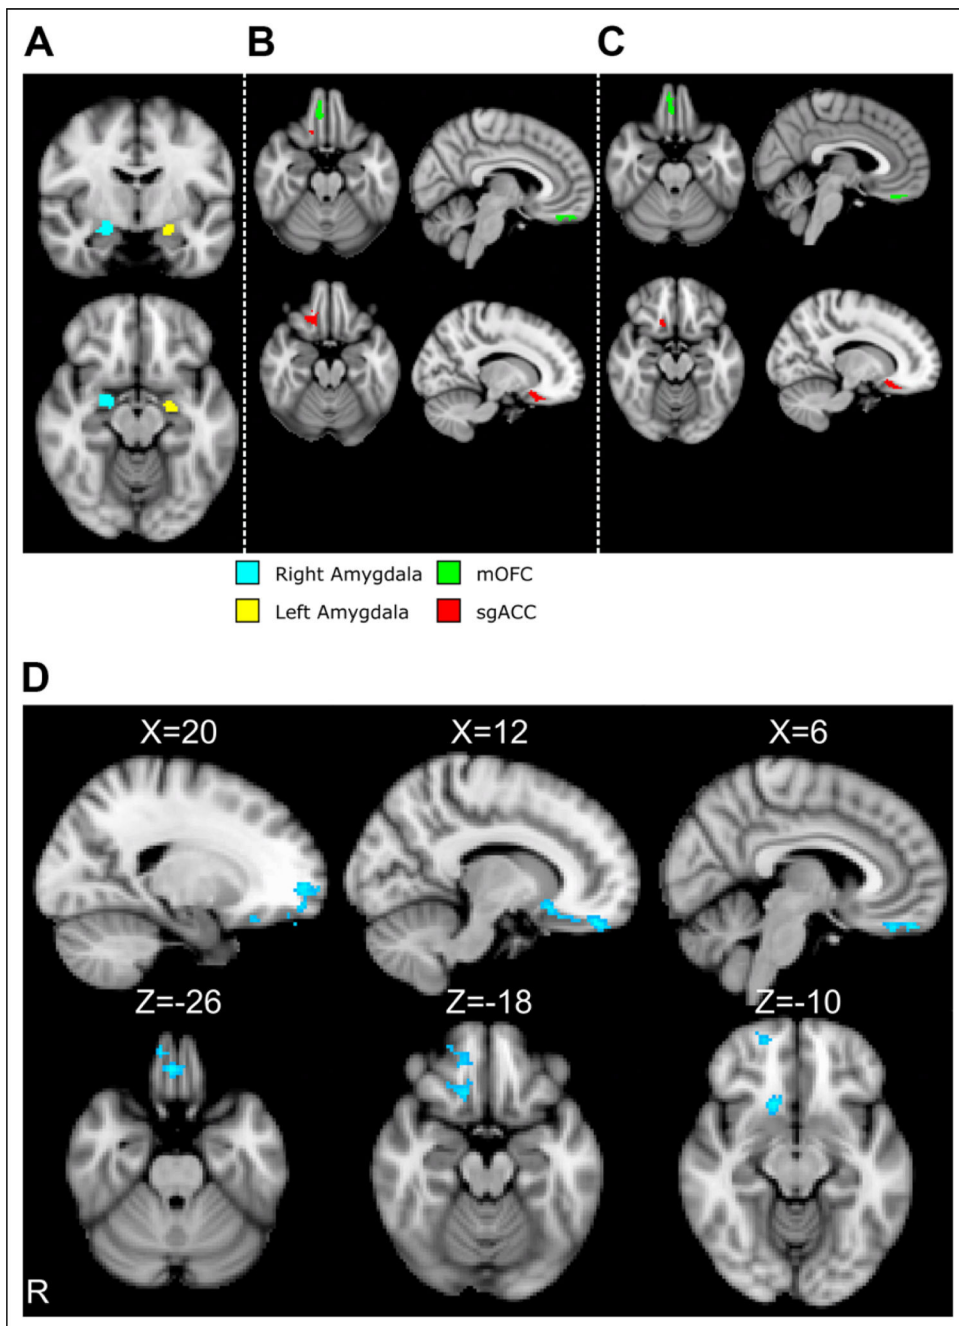 A
B
C
Right Amygdala
mOFC
Left Amygdala
sgACC
D
X=20
X=12
X=6
Z=-26
Z=-18
Z=-10
R